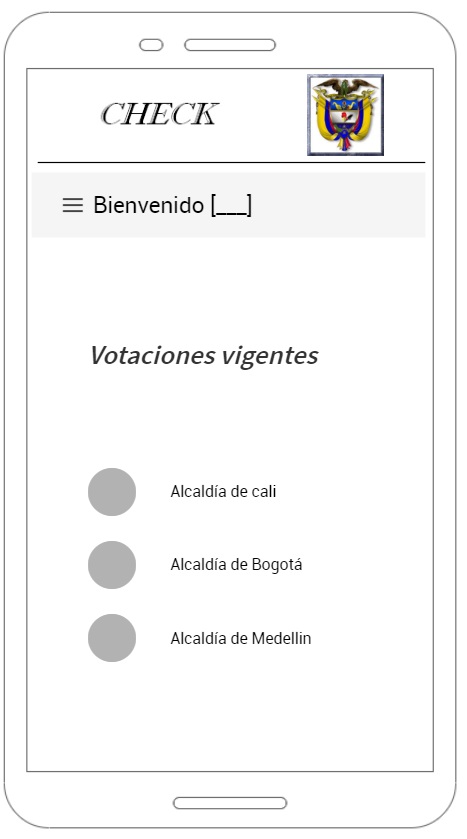 CHECK
Bienvenido [___]
Votaciones vigentes
Alcaldía de cali
Alcaldía de Bogotá
Alcaldía de Medellin